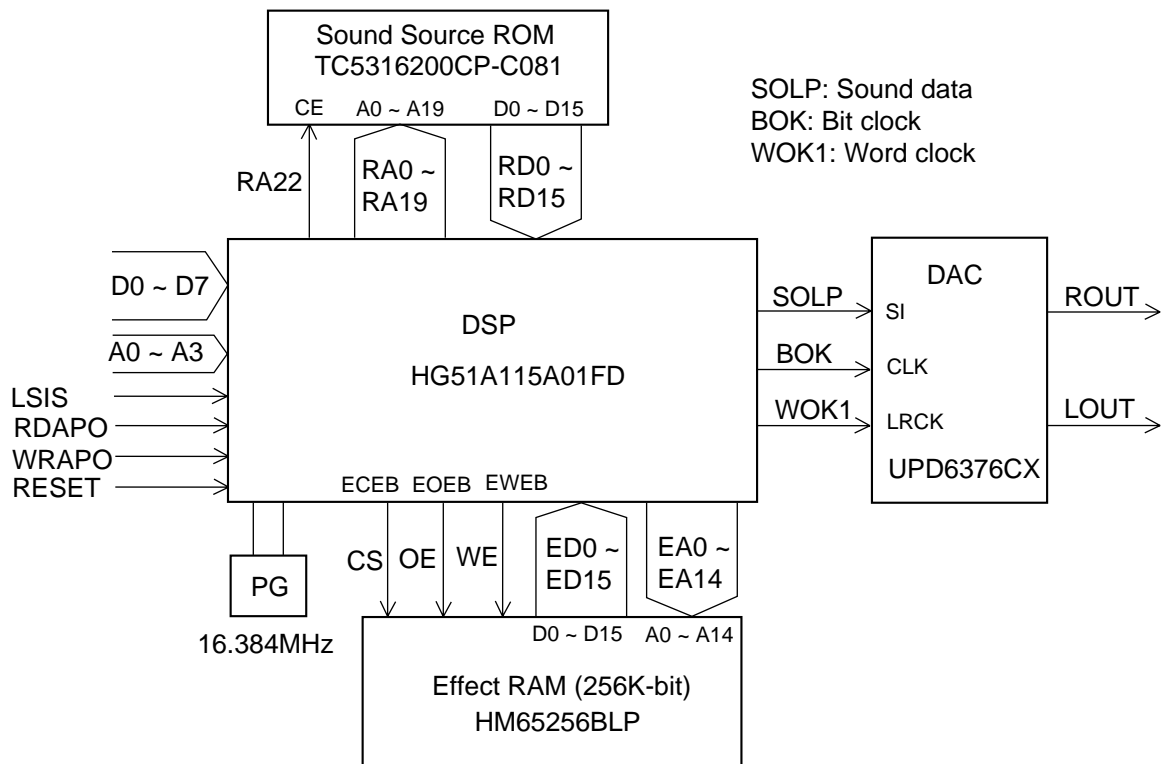 Sound Source ROM
TC5316200CP-C081
CE
A0 ~ A19
D0 ~ D15
SOLP: Sound data
BOK: Bit clock
WOK1: Word clock
RA22
RA0 ~
RA19
RD0 ~
RD15
D0 ~ D7
A0 ~ A3
LSIS
RDAPO
WRAPO
RESET
DSP
HG51A115A01FD
ECEB
EOEB
EWEB
SOLP
BOK
WOK1
DAC
SI
CLK
LRCK
UPD6376CX
ROUT
LOUT
PG
16.384MHz
CS
OE
WE
ED0 ~
ED15
EA0 ~
EA14
D0 ~ D15
A0 ~ A14
Effect RAM (256K-bit)
HM65256BLP